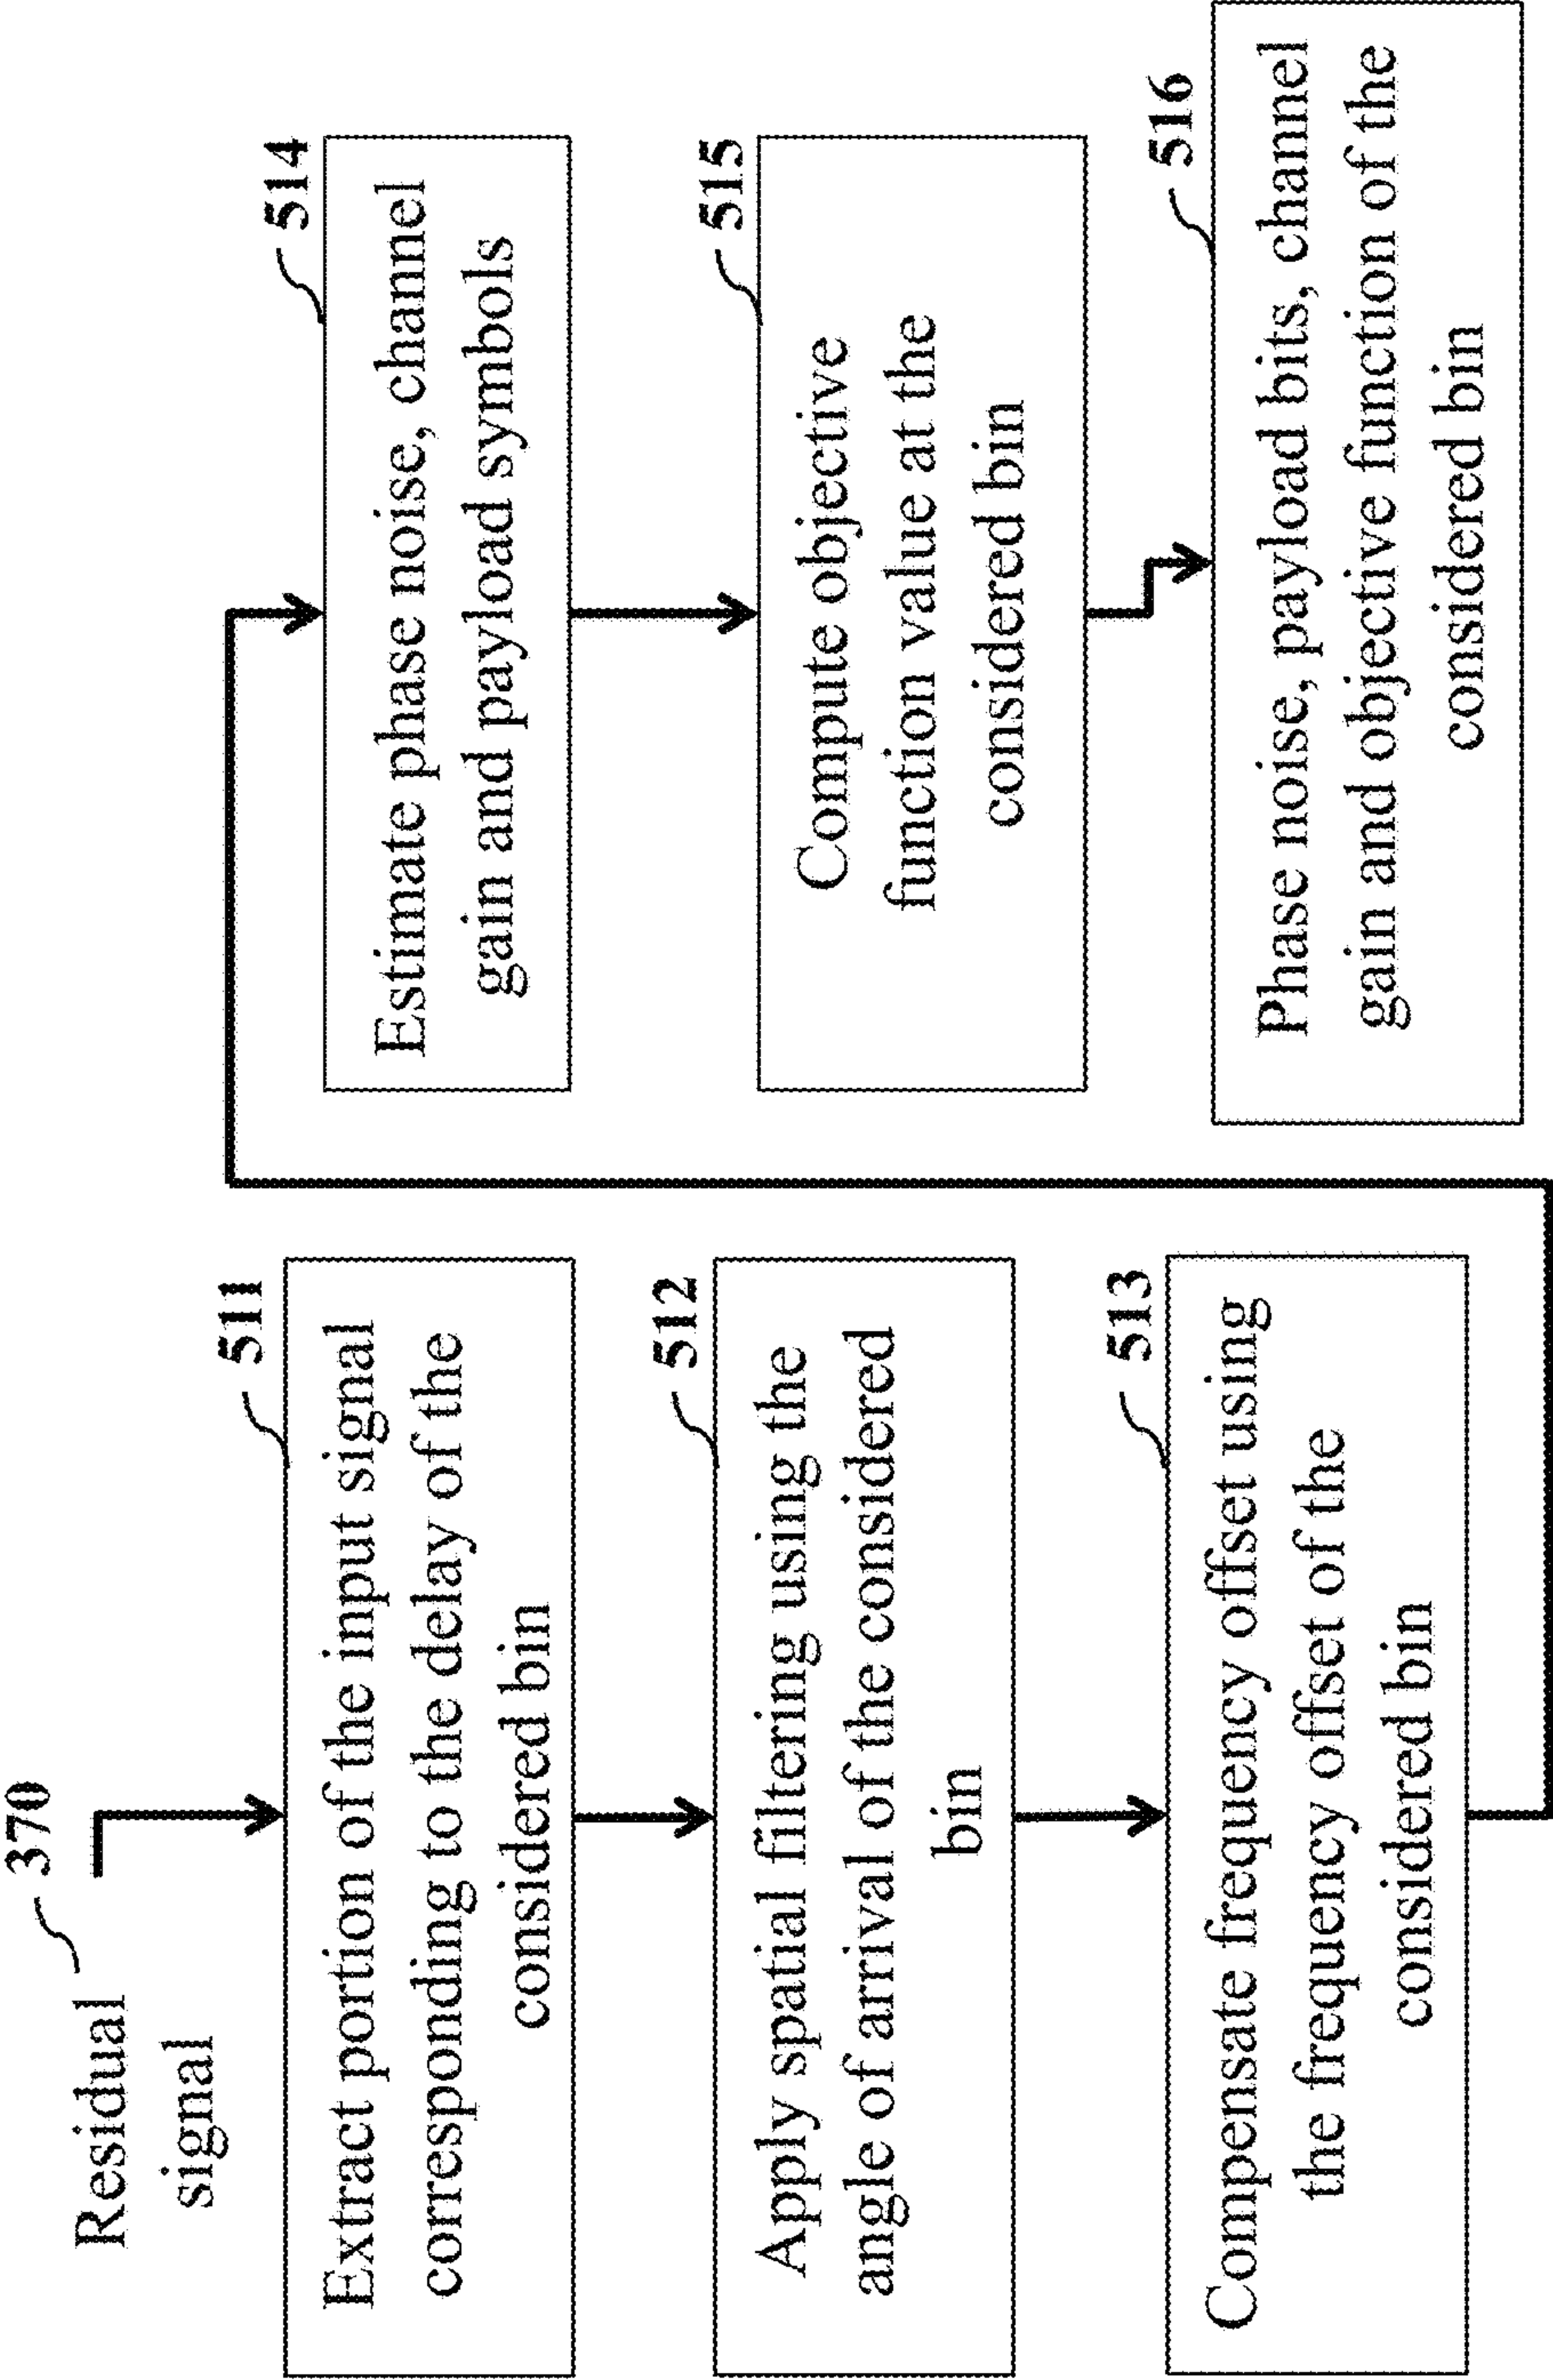 370
Residual
signal
511
Extract portion of the input signal
corresponding to the delay of the
considered bin
512
Apply spatial filtering using the
angle of arrival of the considered
bin
513
Compensate frequency offset using
the frequency offset of the
considered bin
514
Estimate phase noise, channel
gain and payload symbols
515
Compute objective
function value at the
considered bin
516
Phase noise, payload bits, channel
gain and objective function of the
considered bin